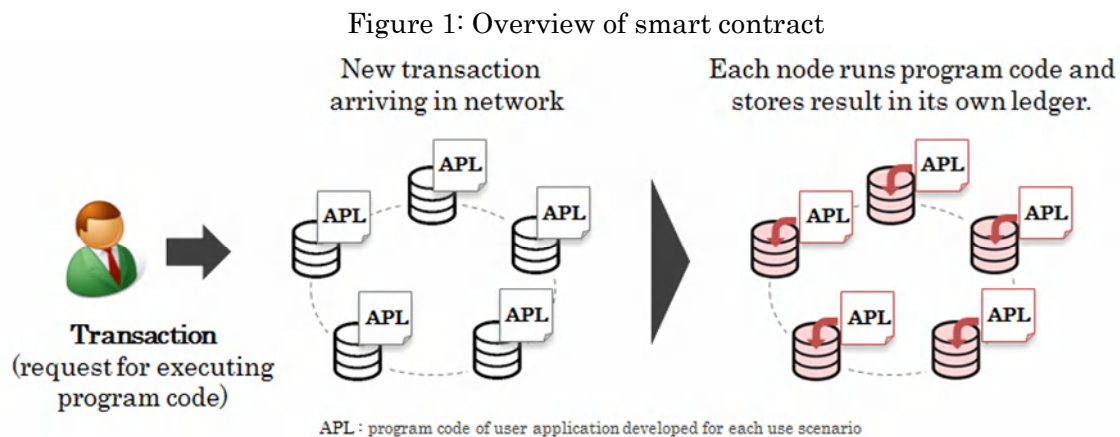 Figure 1: Overview of smart contract
New transaction
arriving in network
Each node runs program code and
stores result in its own ledger.
APL
APL
APL
APL
APL
APL
APL
APL
APL
APL
Transaction
(request for executing
program code)
APL : program code of user application developed for each use scenario